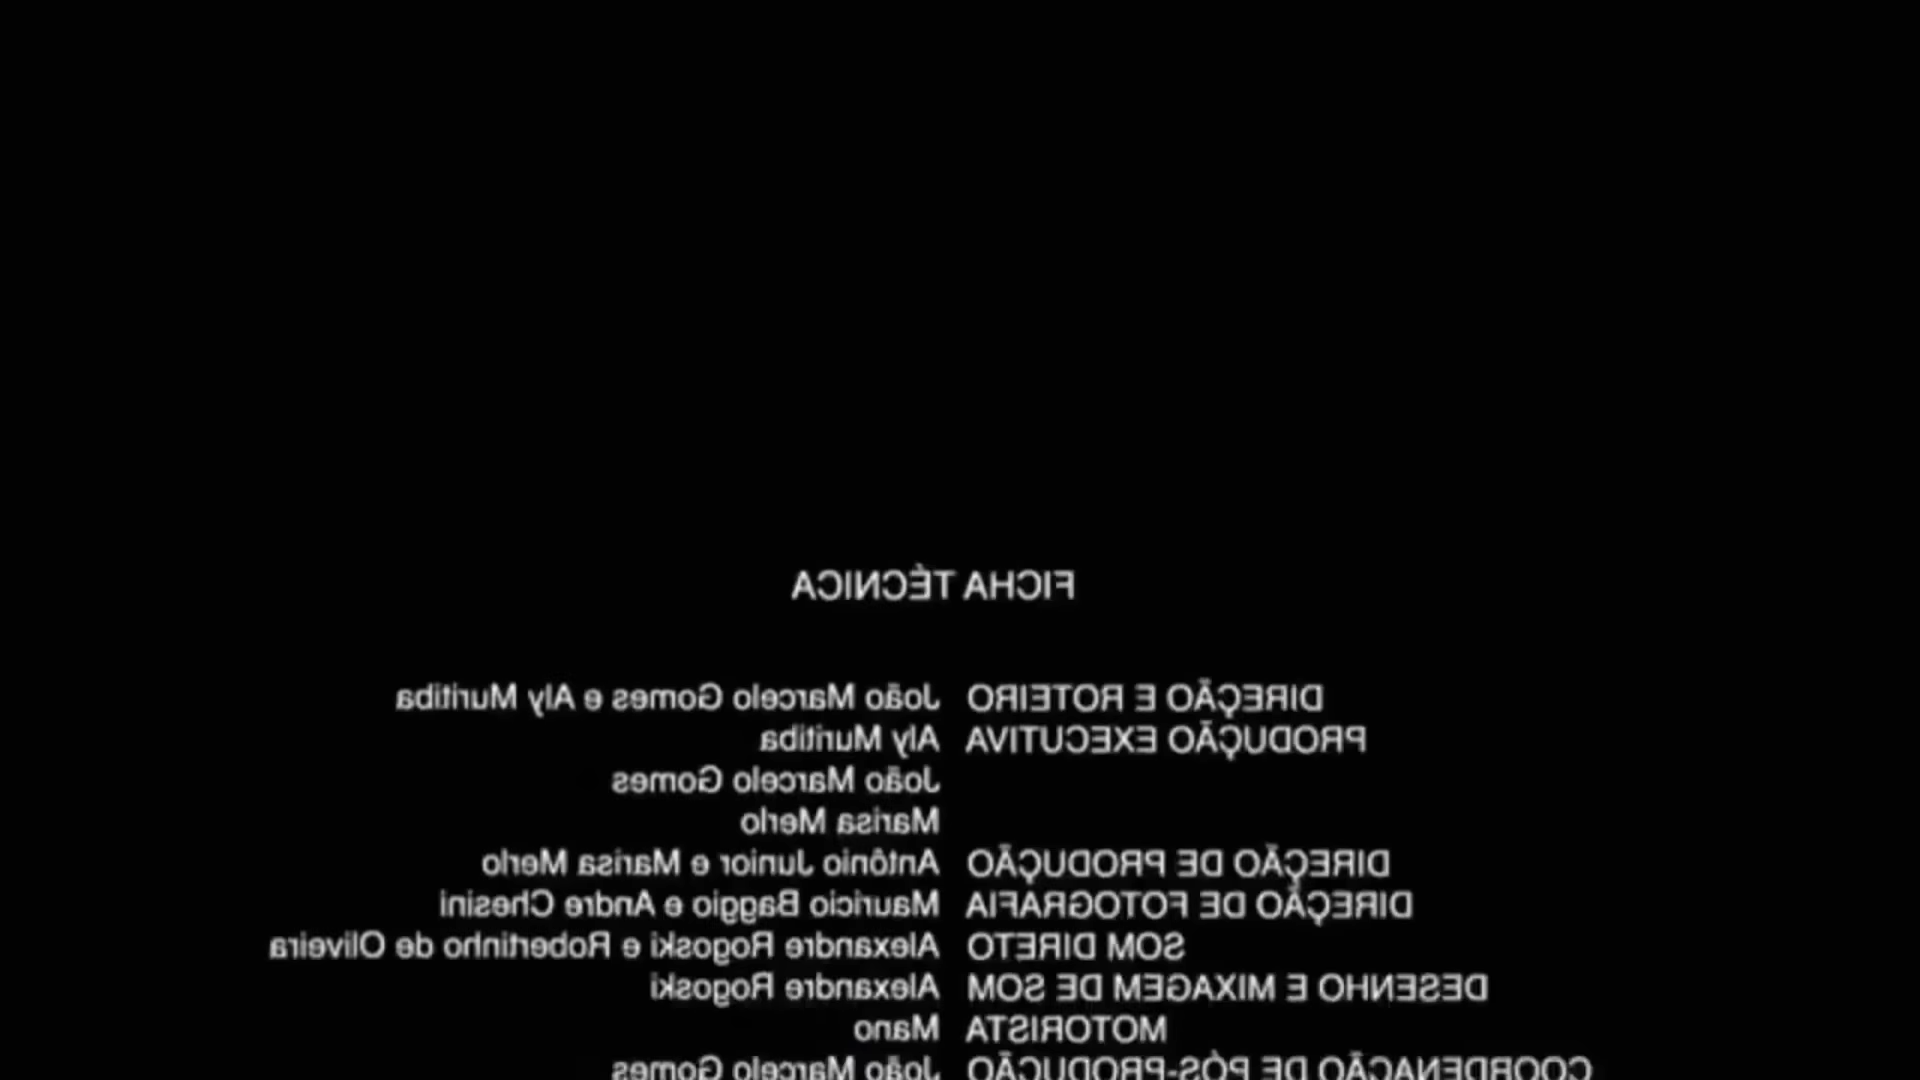 FICHA TÉCNICA
DIREÇÃO E ROTEIRO João Marcelo Gomes e Aly Muritiba
PRODUÇÃO EXECUTIVA Aly Muritiba
João Marcelo Gomes
Marisa Merlo
DIREÇÃO DE PRODUÇÃO Antônio Junior e Marisa Merlo
DIREÇÃO DE FOTOGRAFIA Mauricio Baggio e Andre Chesini
SOM DIRETO Alexandre Rogoski e Robertinho de Oliveira
DESENHO E MIXAGEM DE SOM Alexandre Rogoski
MOTORISTA Mano
COORDENAÇÃO DE PÓS-PRODUÇÃO João Marcelo Gomes